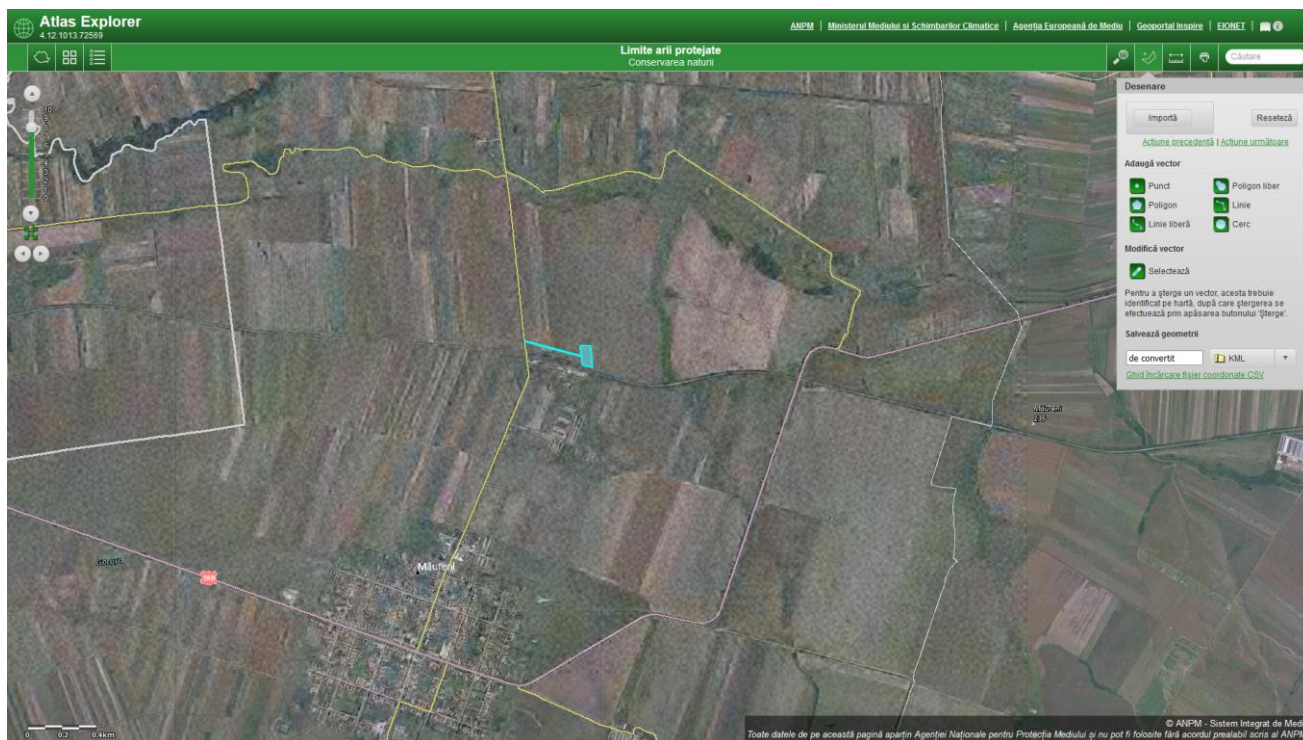 Atlas Explorer
4.12.1013.72569
ANPM | Ministerul Mediului si Schimbarilor Climatice | Agenția Europeană de Mediu | Geoportal Inspire | EIONET
Limite arii protejate
Conservarea naturii
Căutare
Desenare
Importă
Resetează
Acțiune precedentă | Acțiune următoare
Adaugă vector
Punct
Poligon liber
Poligon
Linie
Linie liberă
Cerc
Modifică vector
Selectează
Pentru a șterge un vector, acesta trebuie
identificat pe hartă, după care ștergerea se
efectuează prin apăsarea butonului 'Șterge'.
Salvează geometrii
de convertit
KML
Ghid încărcare fișier coordonate CSV
Măureni
Măureni
0 0.2 0.4km
© ANPM - Sistem Integrat de Medi
Toate datele de pe această pagină aparțin Agenției Naționale pentru Protecția Mediului și nu pot fi folosite fără acordul prealabil scris al ANPM